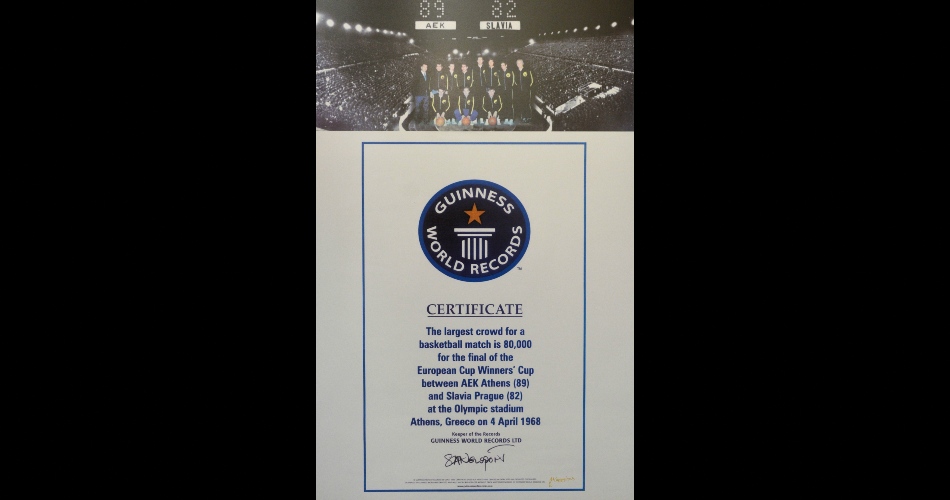 89 82
AEK SLAVIA
GUINNESS
WORLD RECORDS
TM
CERTIFICATE
The largest crowd for a
basketball match is 80,000
for the final of the
European Cup Winners' Cup
between AEK Athens (89)
and Slavia Prague (82)
at the Olympic stadium
Athens, Greece on 4 April 1968
Keeper of the Records
GUINNESS WORLD RECORDS LTD